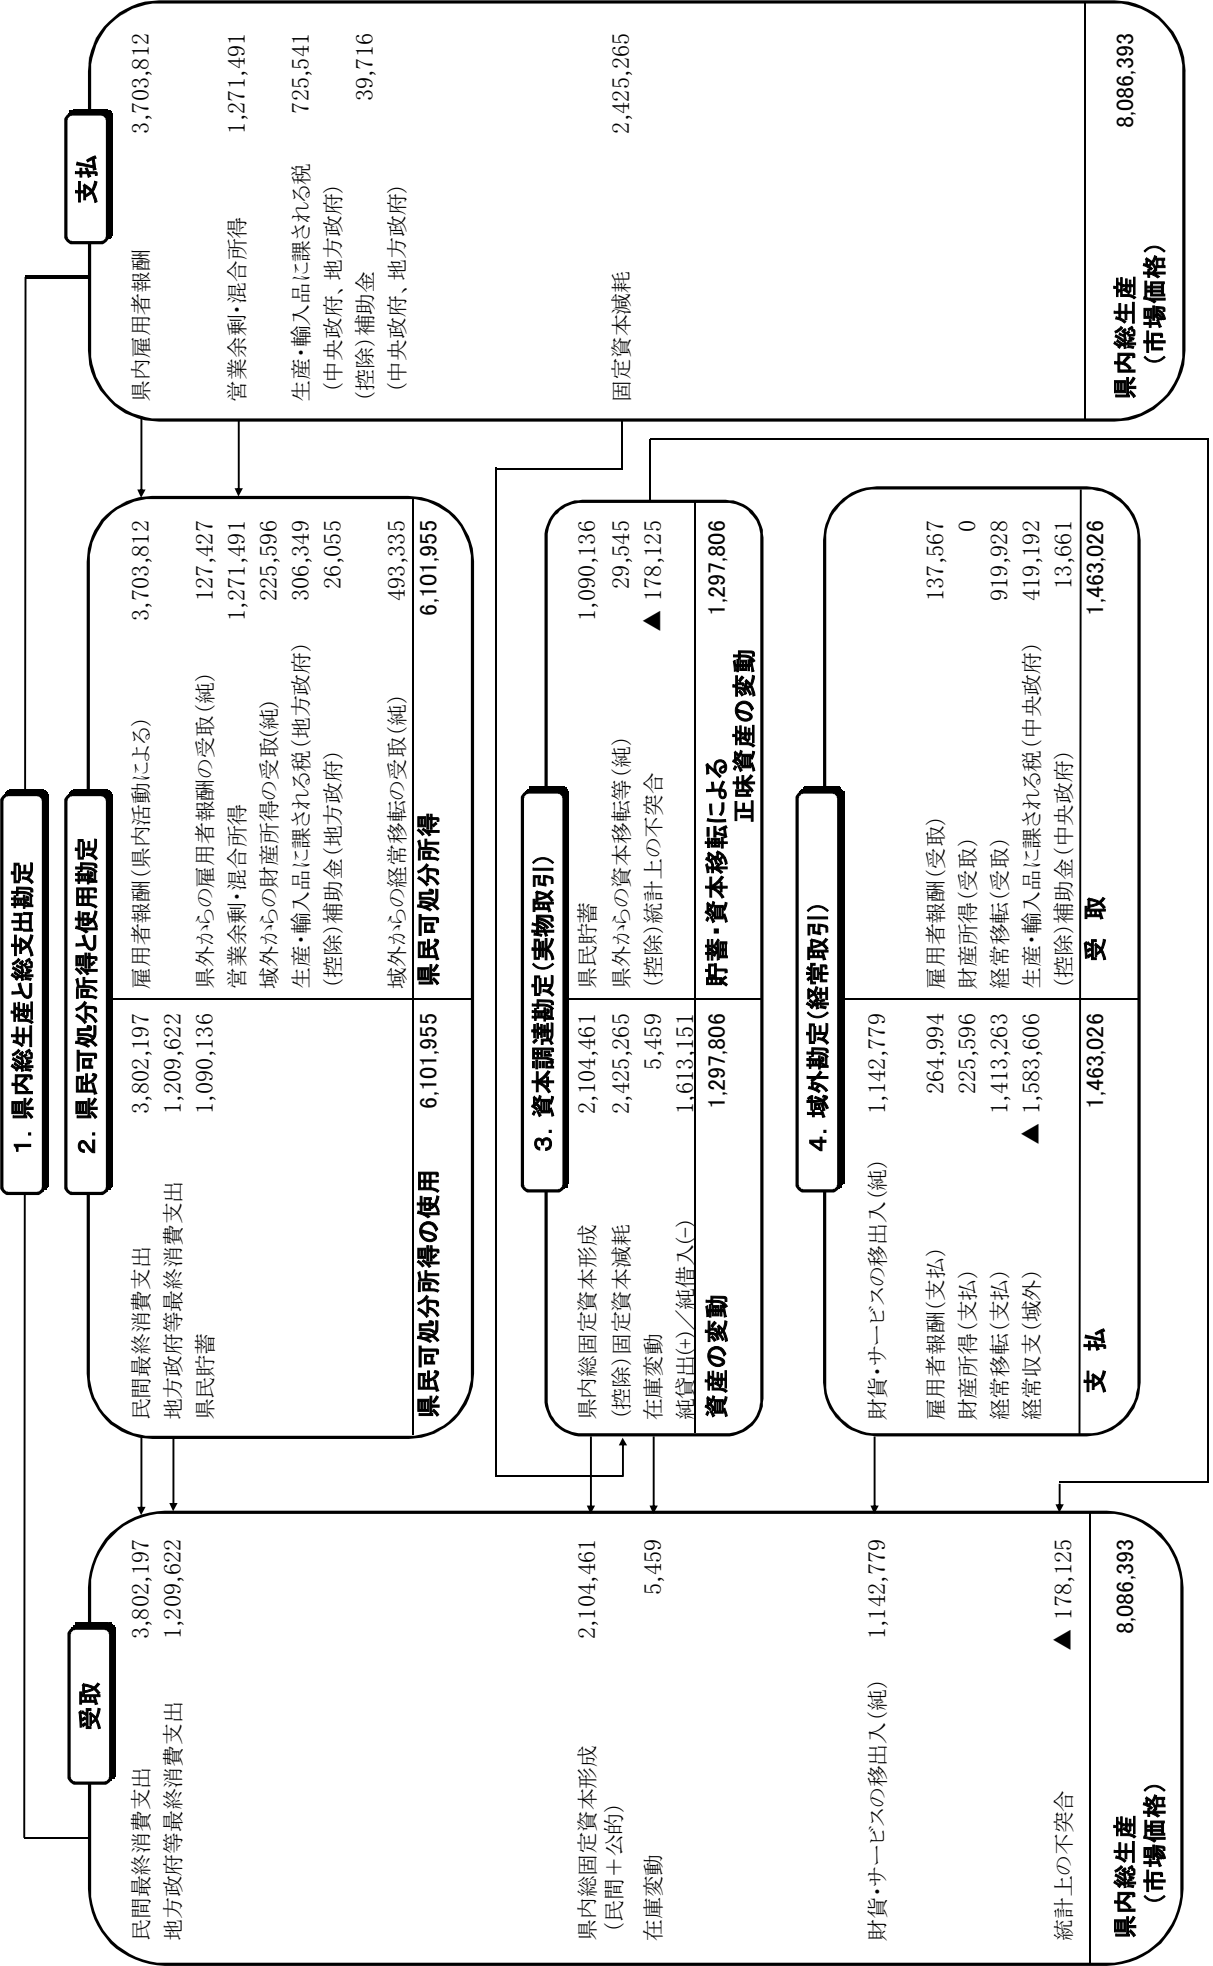 1. 県内総生産と総支出勘定
受取
民間最終消費支出 3,802,197
地方政府等最終消費支出 1,209,622
県内総固定資本形成 2,104,461
(民間＋公的)
在庫変動 5,459
財貨・サービスの移出入(純) 1,142,779
統計上の不突合 ▲ 178,125
県内総生産 8,086,393
(市場価格)
2. 県民可処分所得と使用勘定
民間最終消費支出 3,802,197
地方政府等最終消費支出 1,209,622
県民貯蓄 1,090,136
県民可処分所得の使用 6,101,955
雇用者報酬(県内活動による) 3,703,812
県外からの雇用者報酬の受取(純) 127,427
営業余剰・混合所得 1,271,491
域外からの財産所得の受取(純) 225,596
生産・輸入品に課される税(地方政府) 306,349
(控除)補助金(地方政府) 26,055
域外からの経常移転の受取(純) 493,335
県民可処分所得 6,101,955
3. 資本調達勘定(実物取引)
県内総固定資本形成 2,104,461
(控除)固定資本減耗 2,425,265
在庫変動 5,459
純貸出(+)／純借入(−) 1,613,151
資産の変動 1,297,806
県民貯蓄 1,090,136
県外からの資本移転等(純) 29,545
(控除)統計上の不突合 ▲ 178,125
貯蓄・資本移転による 1,297,806
正味資産の変動
4. 域外勘定(経常取引)
財貨・サービスの移出入(純) 1,142,779
雇用者報酬(支払) 264,994
財産所得(支払) 225,596
経常移転(支払) 1,413,263
経常収支(域外) ▲ 1,583,606
支 払 1,463,026
雇用者報酬(受取) 137,567
財産所得(受取) 0
経常移転(受取) 919,928
生産・輸入品に課される税(中央政府) 419,192
(控除)補助金(中央政府) 13,661
受 取 1,463,026
支払
県内雇用者報酬 3,703,812
営業余剰・混合所得 1,271,491
生産・輸入品に課される税 725,541
(中央政府、地方政府)
(控除)補助金 39,716
(中央政府、地方政府)
固定資本減耗 2,425,265
県内総生産 8,086,393
(市場価格)